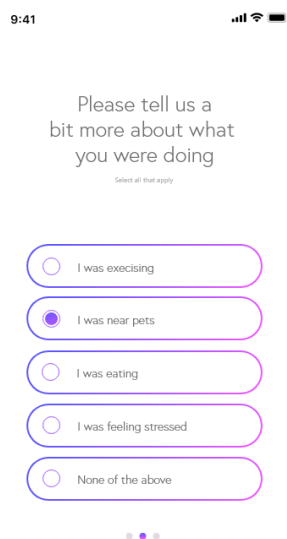 9:41
Please tell us a
bit more about what
you were doing
Select all that apply
I was execising
I was near pets
I was eating
I was feeling stressed
None of the above